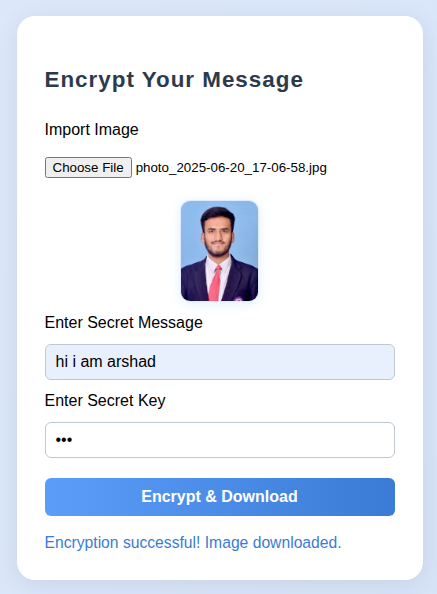 Encrypt Your Message
Import Image
Choose File photo_2025-06-20_17-06-58.jpg
Enter Secret Message
hi i am arshad
Enter Secret Key
•••
Encrypt & Download
Encryption successful! Image downloaded.